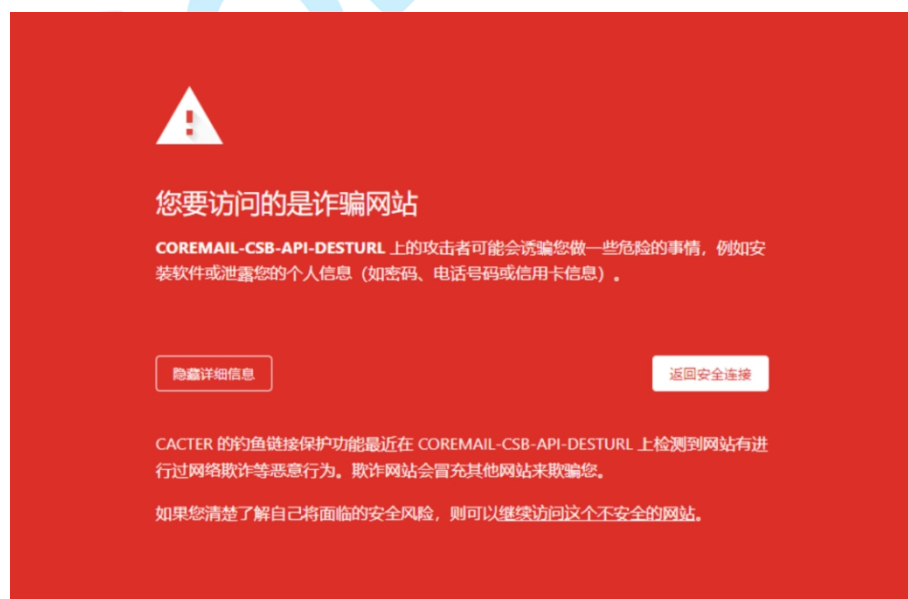 您要访问的是诈骗网站
COREMAIL-CSB-API-DESTURL 上的攻击者可能会诱骗您做一些危险的事情，例如安
装软件或泄露您的个人信息（如密码、电话号码或信用卡信息）。
隐藏详细信息
返回安全连接
CACTER 的钓鱼链接保护功能最近在 COREMAIL-CSB-API-DESTURL 上检测到网站有进
行过网络欺诈等恶意行为。欺诈网站会冒充其他网站来欺骗您。
如果您清楚了解自己将面临的安全风险，则可以继续访问这个不安全的网站。